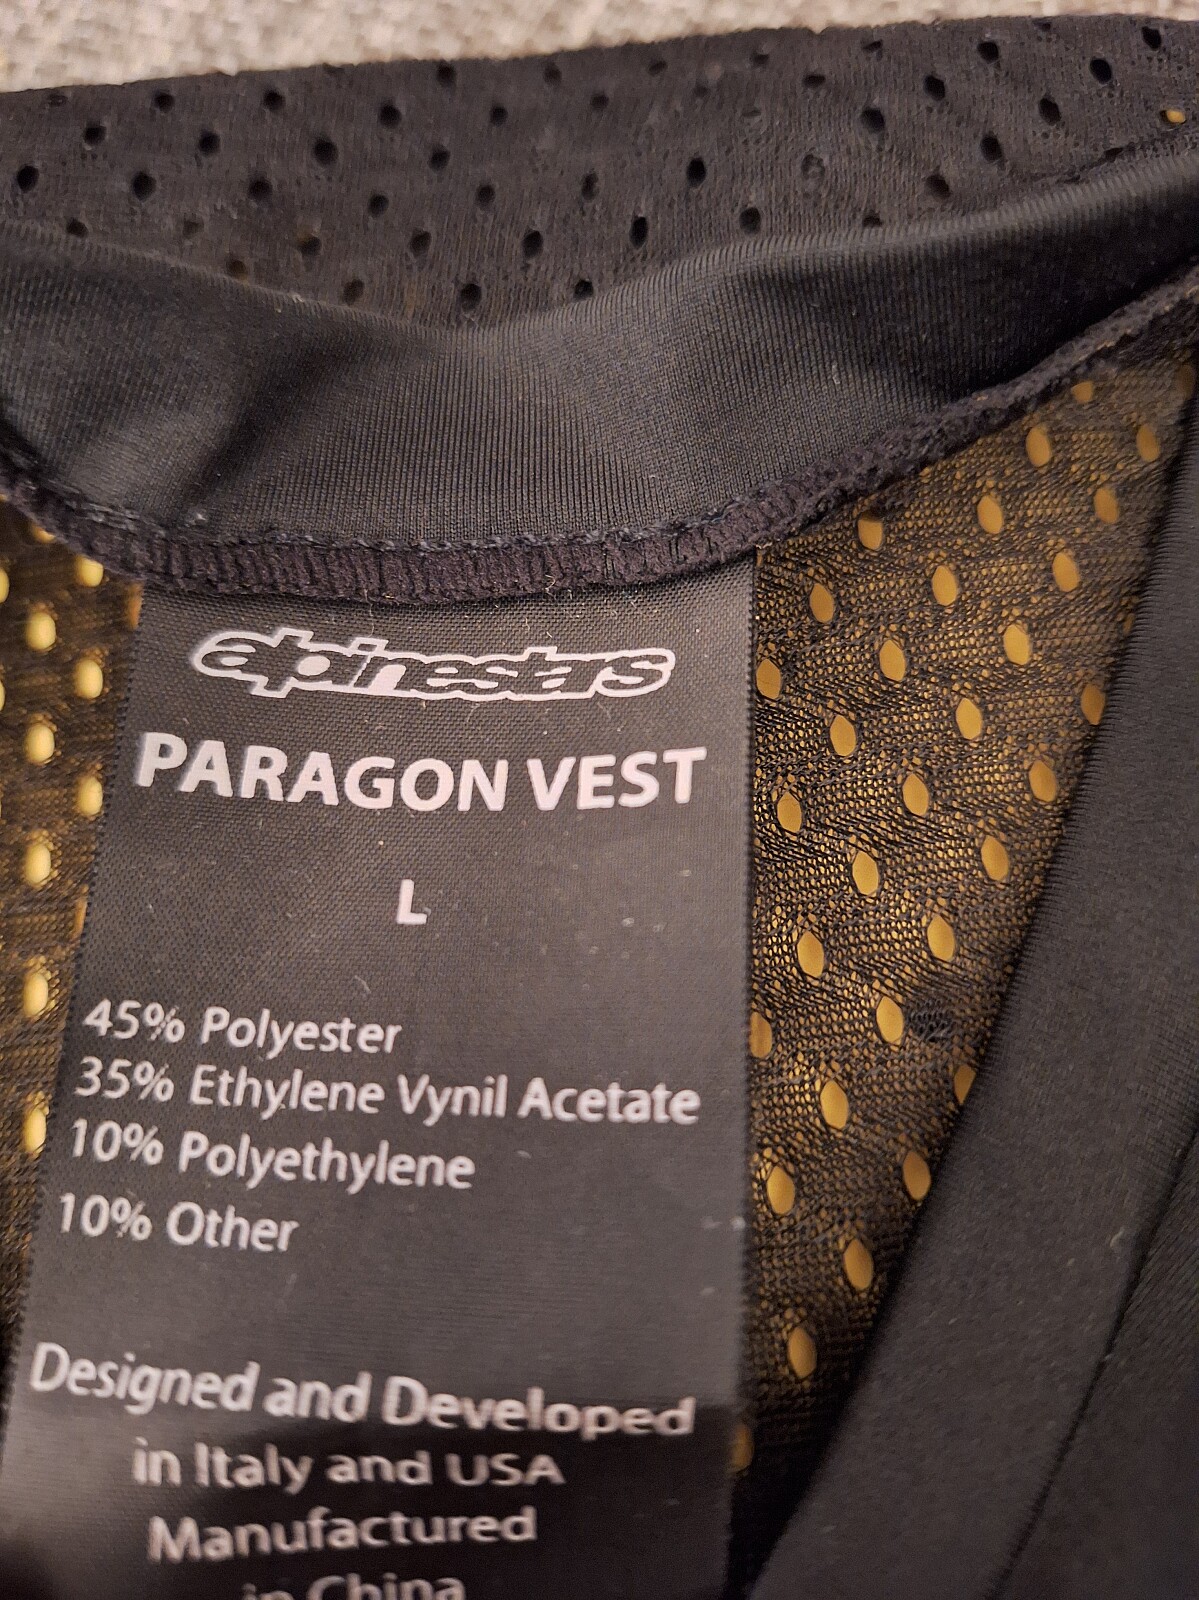 alpinestars
PARAGON VEST
L
45% Polyester
35% Ethylene Vynil Acetate
10% Polyethylene
10% Other
Designed and Developed
in Italy and USA
Manufactured
in China